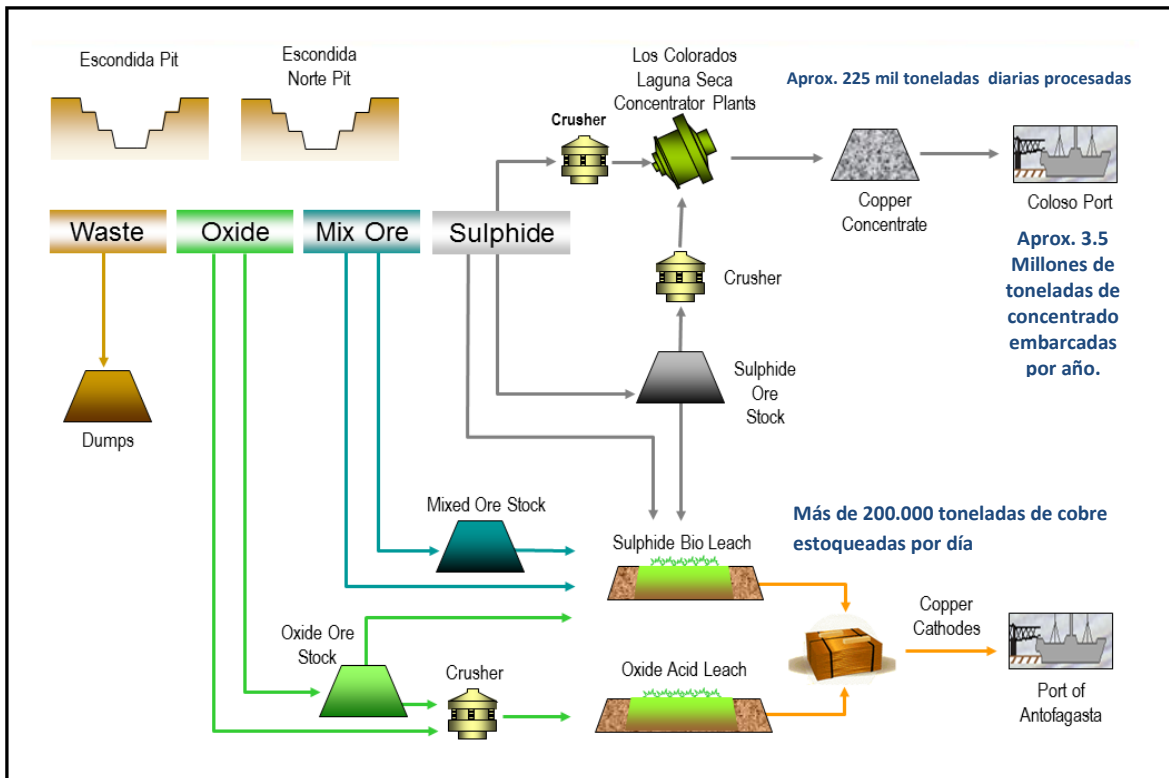 Escondida Pit
Escondida
Norte Pit
Los Colorados
Laguna Seca
Concentrator Plants
Aprox. 225 mil toneladas diarias procesadas
Crusher
Copper
Concentrate
Coloso Port
Waste
Oxide
Mix Ore
Sulphide
Aprox. 3.5
Millones de
toneladas de
concentrado
embarcadas
por año.
Crusher
Sulphide
Ore
Stock
Dumps
Mixed Ore Stock
Más de 200.000 toneladas de cobre
estoqueadas por día
Sulphide Bio Leach
Copper
Cathodes
Oxide Ore
Stock
Crusher
Oxide Acid Leach
Port of
Antofagasta